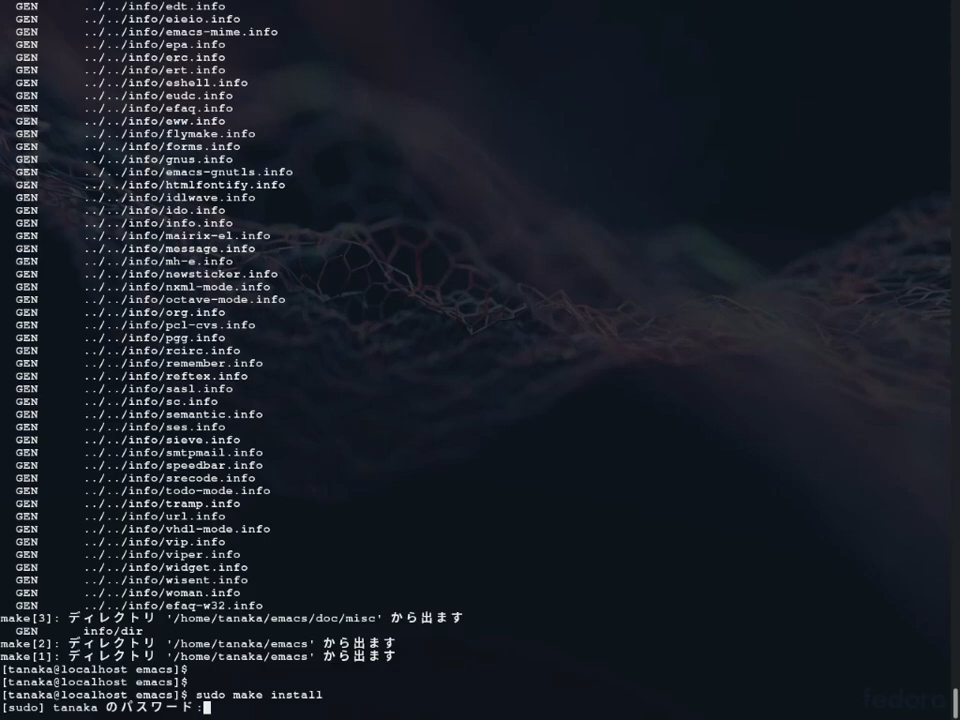 GEN ../../info/edt.info
GEN ../../info/eieio.info
GEN ../../info/emacs-mime.info
GEN ../../info/epa.info
GEN ../../info/erc.info
GEN ../../info/ert.info
GEN ../../info/eshell.info
GEN ../../info/eudc.info
GEN ../../info/efaq.info
GEN ../../info/eww.info
GEN ../../info/flymake.info
GEN ../../info/forms.info
GEN ../../info/gnus.info
GEN ../../info/emacs-gnutls.info
GEN ../../info/htmlfontify.info
GEN ../../info/idlwave.info
GEN ../../info/ido.info
GEN ../../info/info.info
GEN ../../info/mairix-el.info
GEN ../../info/message.info
GEN ../../info/mh-e.info
GEN ../../info/newsticker.info
GEN ../../info/nxml-mode.info
GEN ../../info/octave-mode.info
GEN ../../info/org.info
GEN ../../info/pcl-cvs.info
GEN ../../info/pgg.info
GEN ../../info/rcirc.info
GEN ../../info/remember.info
GEN ../../info/reftex.info
GEN ../../info/sasl.info
GEN ../../info/sc.info
GEN ../../info/semantic.info
GEN ../../info/ses.info
GEN ../../info/sieve.info
GEN ../../info/smtpmail.info
GEN ../../info/speedbar.info
GEN ../../info/srecode.info
GEN ../../info/todo-mode.info
GEN ../../info/tramp.info
GEN ../../info/url.info
GEN ../../info/vhdl-mode.info
GEN ../../info/vip.info
GEN ../../info/viper.info
GEN ../../info/widget.info
GEN ../../info/wisent.info
GEN ../../info/woman.info
GEN ../../info/efaq-w32.info
make[3]: ディレクトリ '/home/tanaka/emacs/doc/misc' から出ます
GEN info/dir
make[2]: ディレクトリ '/home/tanaka/emacs' から出ます
make[1]: ディレクトリ '/home/tanaka/emacs' から出ます
[tanaka@localhost emacs]$
[tanaka@localhost emacs]$
[tanaka@localhost emacs]$ sudo make install
[sudo] tanaka のパスワード:
fedora